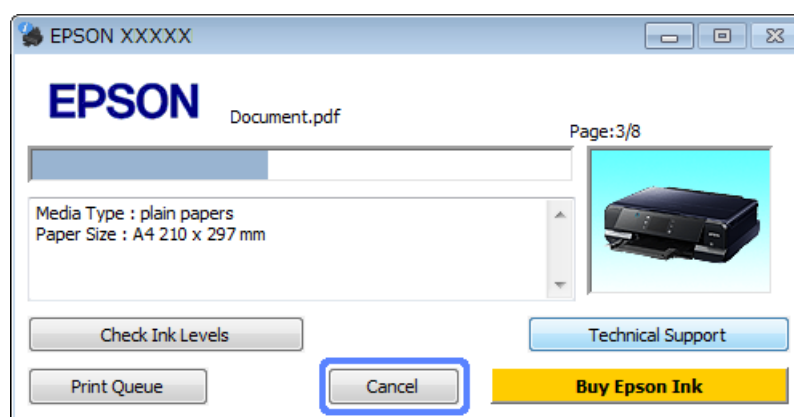 EPSON XXXXX
EPSON
Document.pdf
Page:3/8
Media Type : plain papers
Paper Size : A4 210 x 297 mm
Check Ink Levels
Technical Support
Print Queue
Cancel
Buy Epson Ink